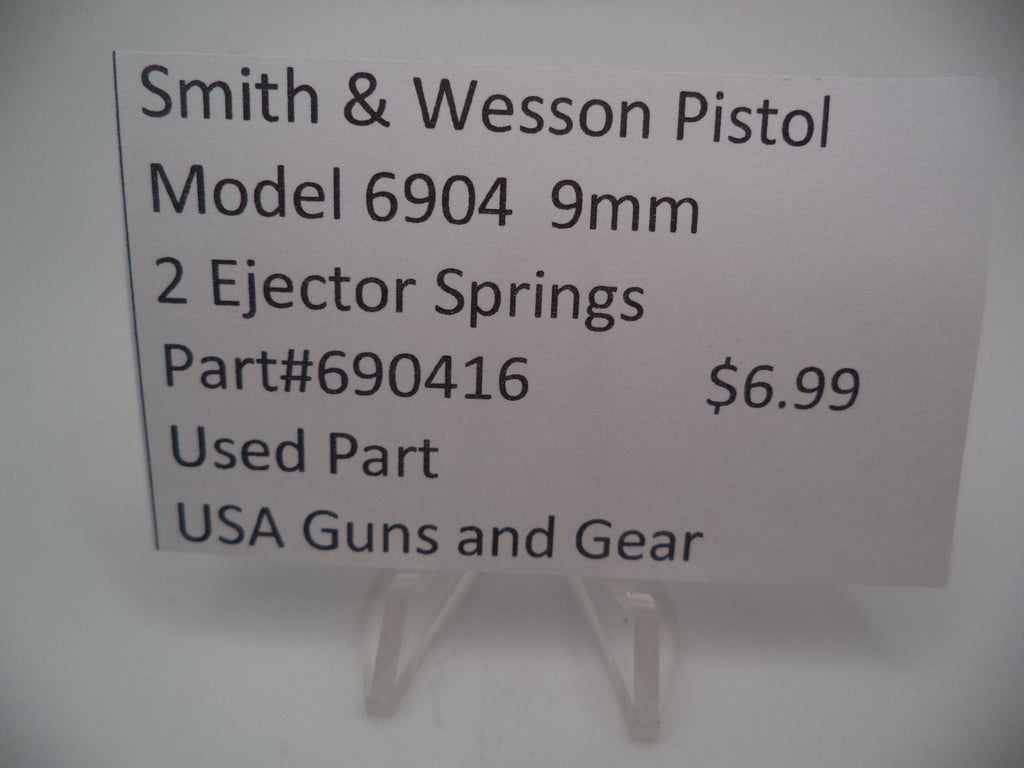 Smith & Wesson Pistol
Model 6904 9mm
2 Ejector Springs
Part#690416 $6.99
Used Part
USA Guns and Gear